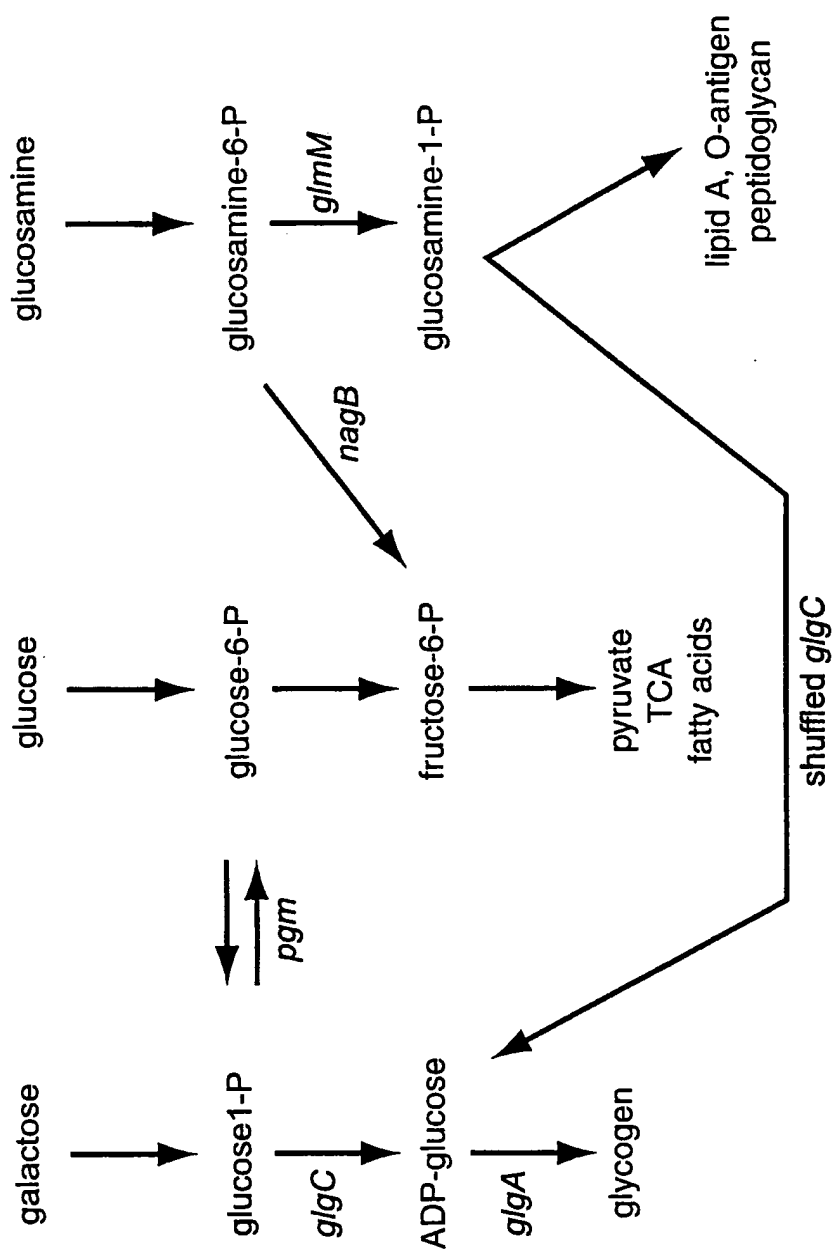 galactose
glucose
glucosamine
glucose1-P
pgm
glucose-6-P
glucosamine-6-P
glgC
nagB
glmM
ADP-glucose
fructose-6-P
glucosamine-1-P
glgA
glycogen
pyruvate
TCA
fatty acids
lipid A, O-antigen
peptidoglycan
shuffled glgC